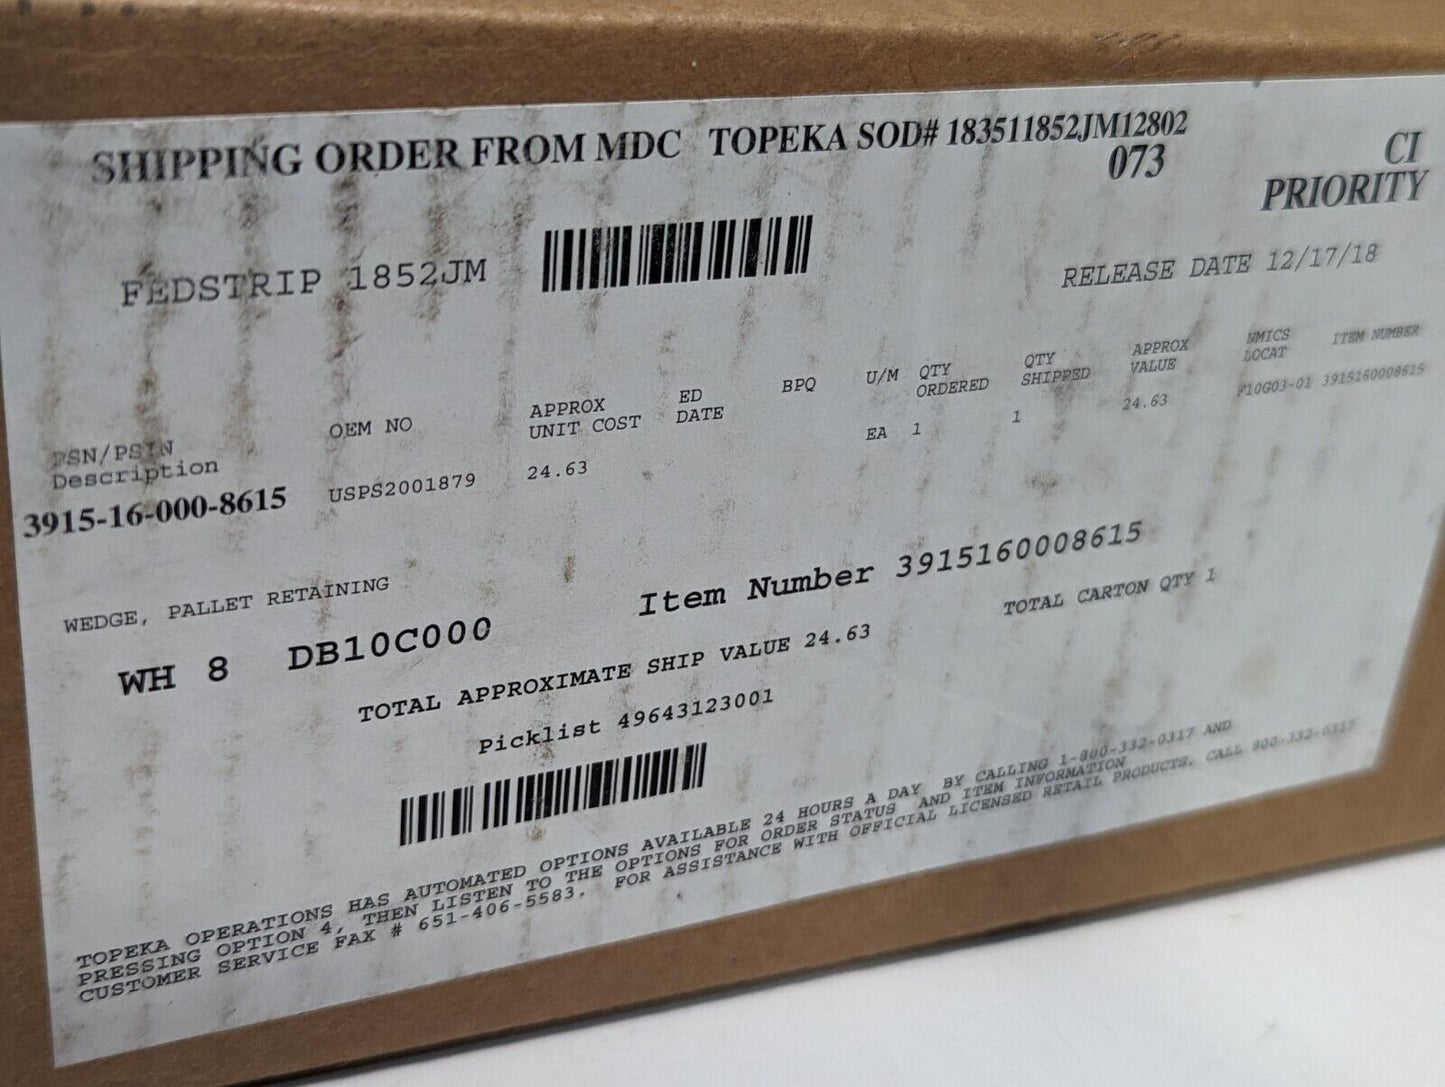 SHIPPING ORDER FROM MDC TOPEKA SOD# 183511852JM12802
073
CI
PRIORITY
FEDSTRIP 1852JM
RELEASE DATE 12/17/18
PSN/PSIN
Description
OEM NO
APPROX
UNIT COST
ED
DATE
BPQ
U/M
QTY
ORDERED
QTY
SHIPPED
APPROX
VALUE
NMICS
LOCAT
ITEM NUMBER
3915-16-000-8615 USPS2001879 24.63 EA 1 1 24.63 F10G03-01 3915160008615
WEDGE, PALLET RETAINING
WH 8 DB10C000 Item Number 3915160008615
TOTAL APPROXIMATE SHIP VALUE 24.63 TOTAL CARTON QTY 1
Picklist 49643123001
TOPEKA OPERATIONS HAS AUTOMATED OPTIONS AVAILABLE 24 HOURS A DAY BY CALLING 1-800-332-0317 AND
PRESSING OPTION 4, THEN LISTEN TO THE OPTIONS FOR ORDER STATUS AND ITEM INFORMATION
CUSTOMER SERVICE FAX # 651-406-5583. FOR ASSISTANCE WITH OFFICIAL LICENSED RETAIL PRODUCTS, CALL 800-332-0317